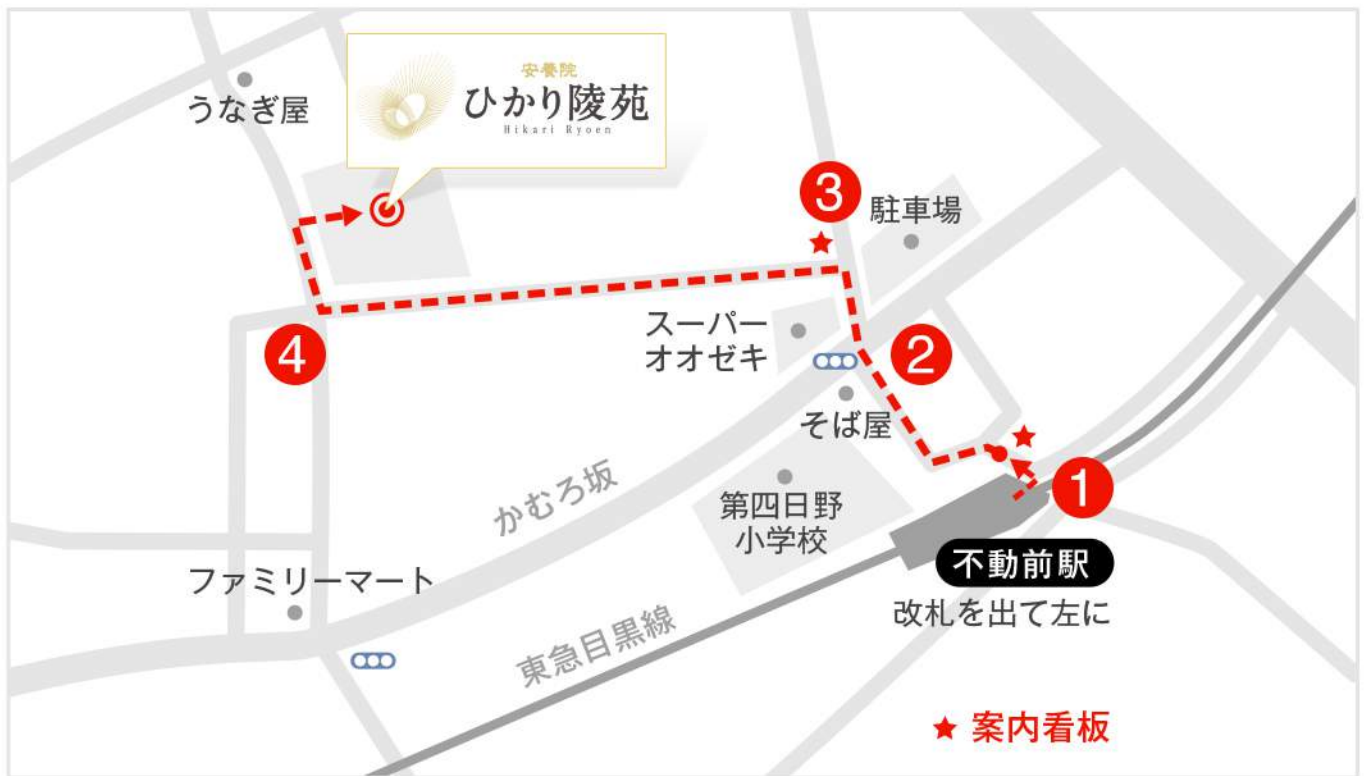 安養院
ひかり陵苑
Hikari Ryoen
うなぎ屋
3
駐車場
スーパー
オオゼキ
4
2
そば屋
かむろ坂
第四日野
小学校
1
不動前駅
改札を出て左に
ファミリーマート
東急目黒線
★ 案内看板